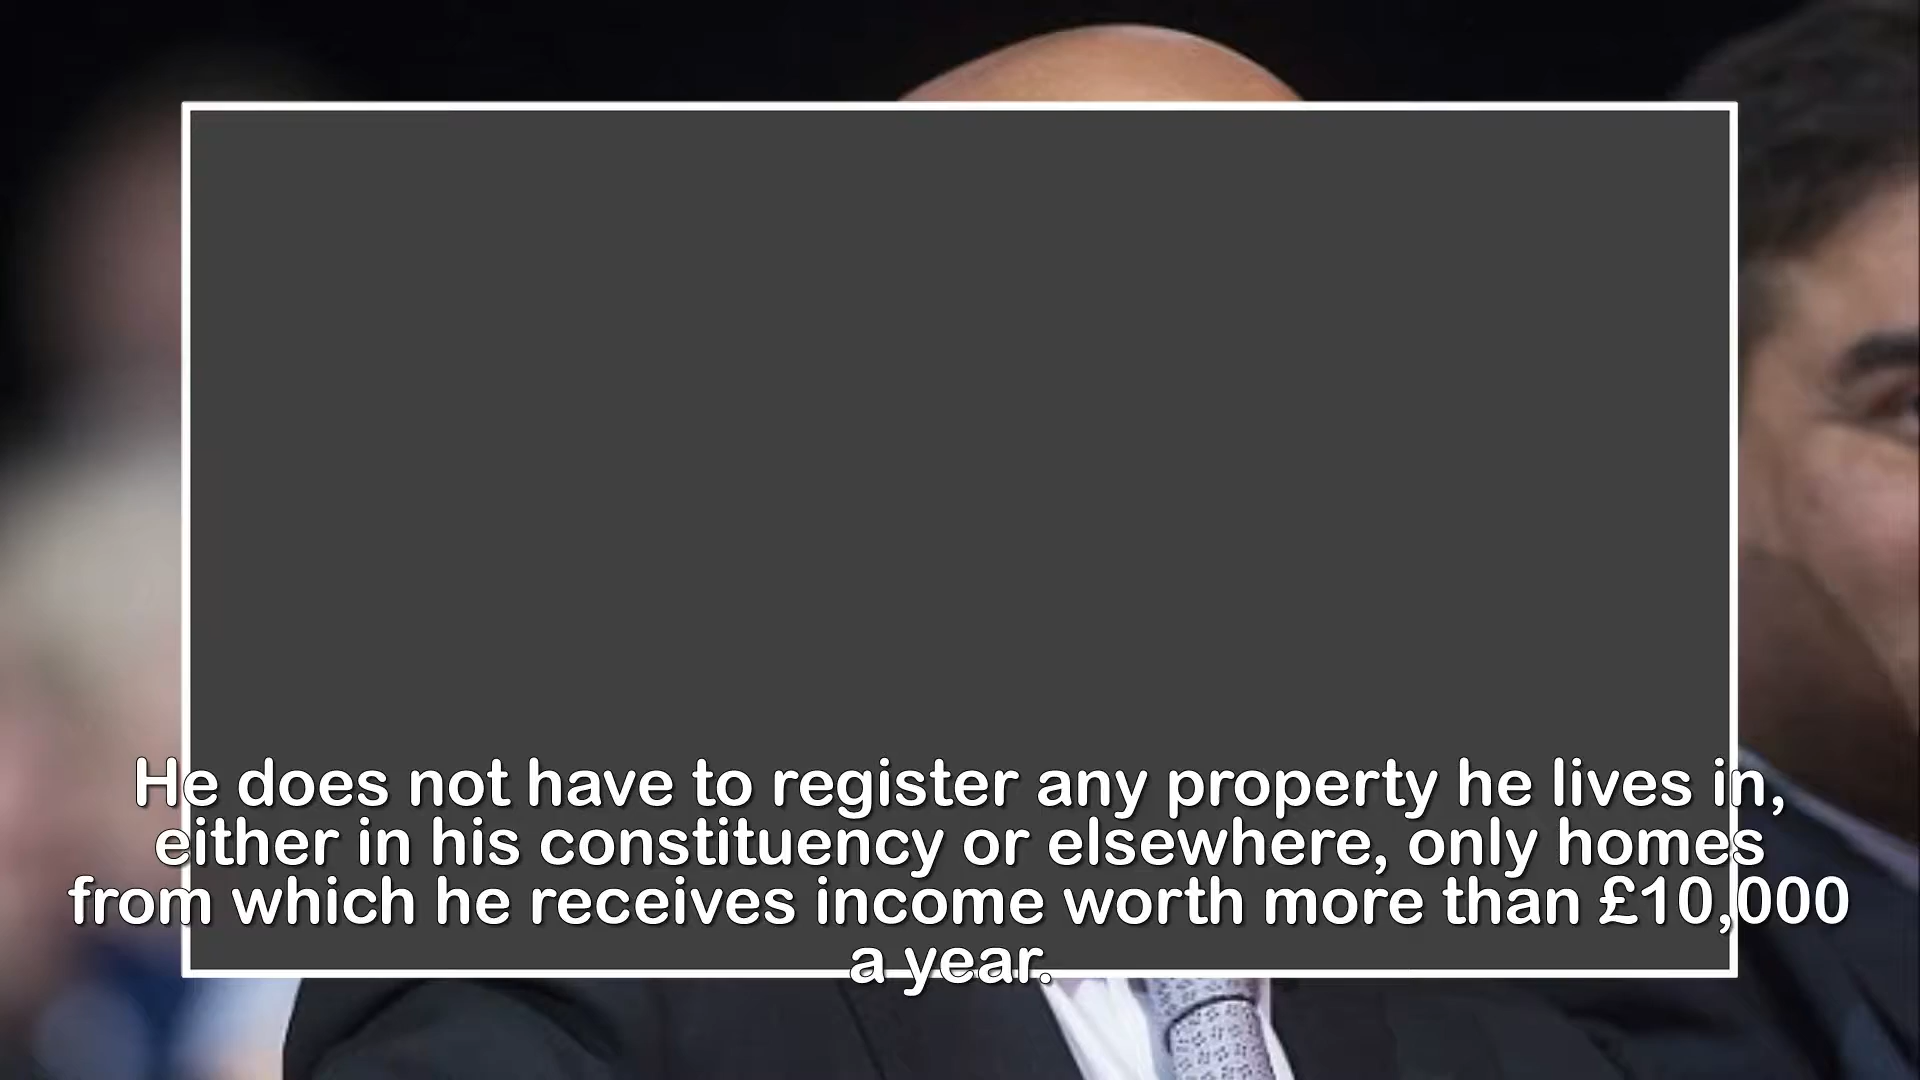 He does not have to register any property he lives in,
either in his constituency or elsewhere, only homes
from which he receives income worth more than £10,000
a year.